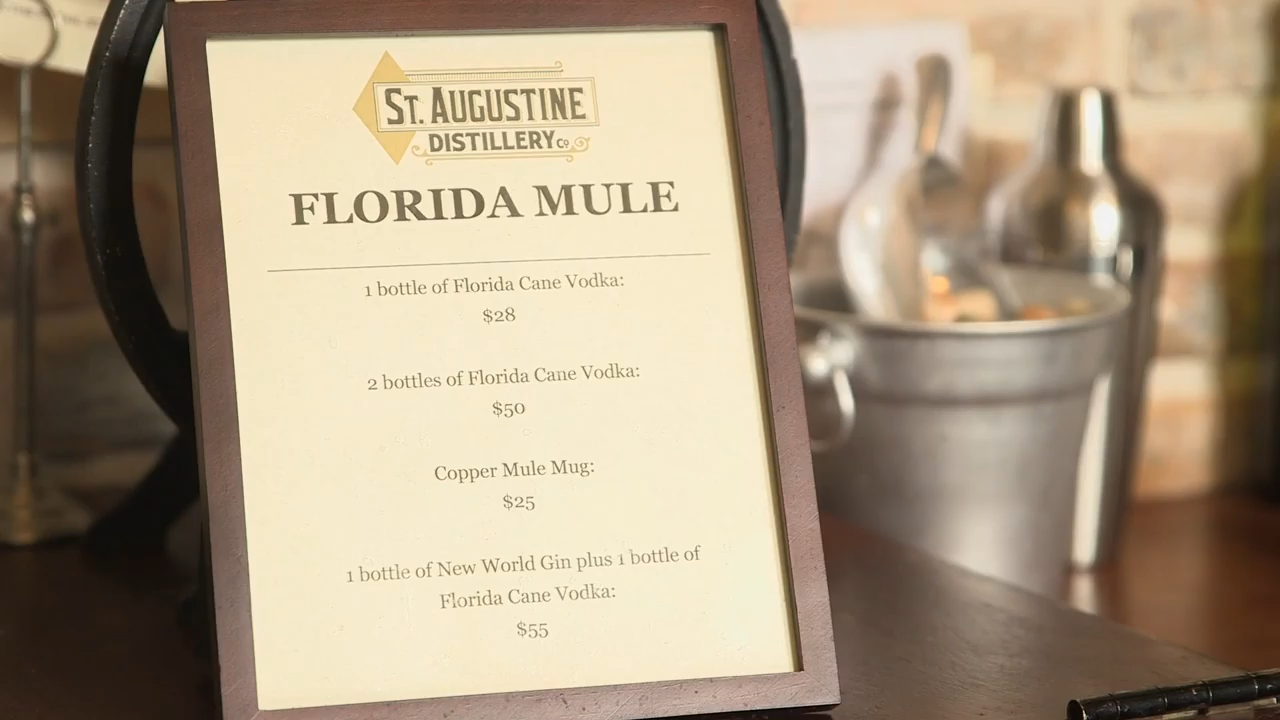 ST. AUGUSTINE
DISTILLERY Co
FLORIDA MULE
1 bottle of Florida Cane Vodka:
$28
2 bottles of Florida Cane Vodka:
$50
Copper Mule Mug:
$25
1 bottle of New World Gin plus 1 bottle of
Florida Cane Vodka:
$55